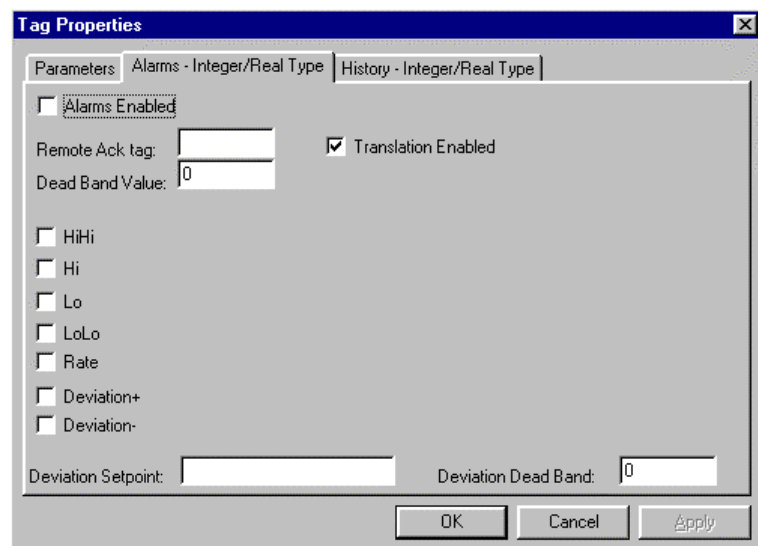 Tag Properties
Parameters
Alarms - Integer/Real Type
History - Integer/Real Type
Alarms Enabled
Remote Ack tag:
Translation Enabled
Dead Band Value: 0
HiHi
Hi
Lo
LoLo
Rate
Deviation+
Deviation-
Deviation Setpoint:
Deviation Dead Band: 0
OK
Cancel
Apply